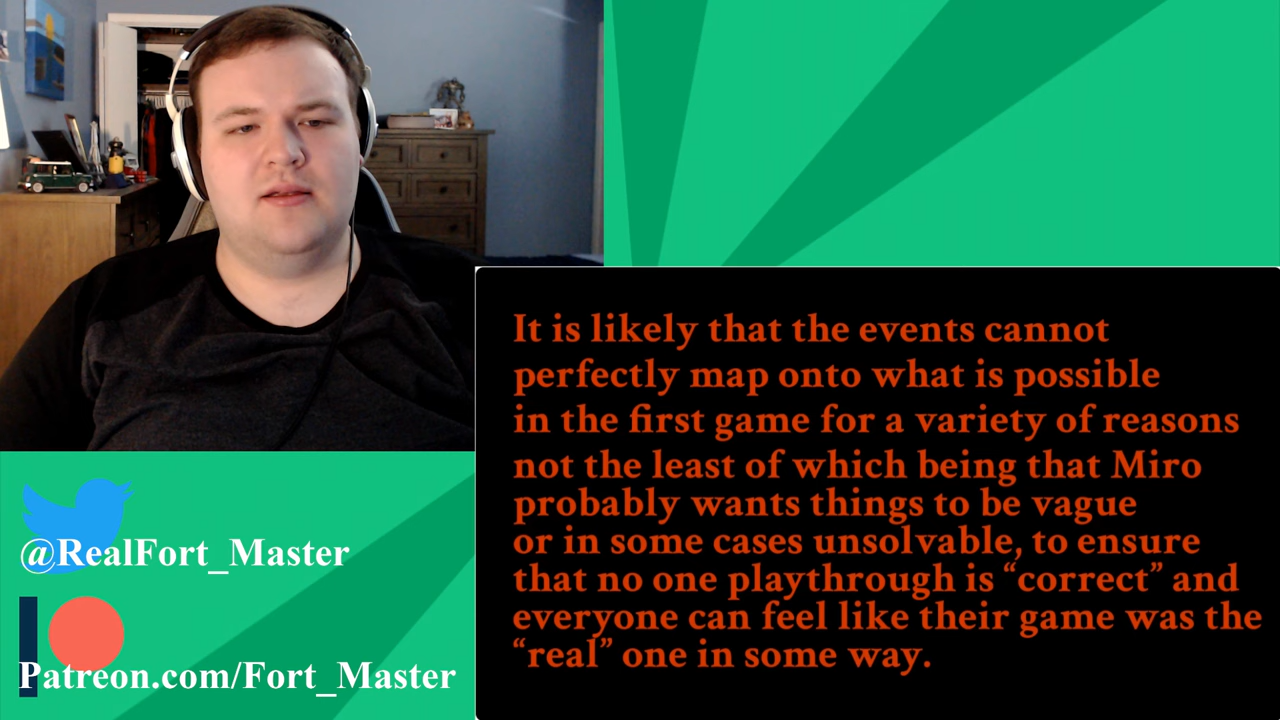 It is likely that the events cannot
perfectly map onto what is possible
in the first game for a variety of reasons
not the least of which being that Miro
probably wants things to be vague
or in some cases unsolvable, to ensure
that no one playthrough is “correct” and
everyone can feel like their game was the
“real” one in some way.
@RealFort_Master
Patreon.com/Fort_Master